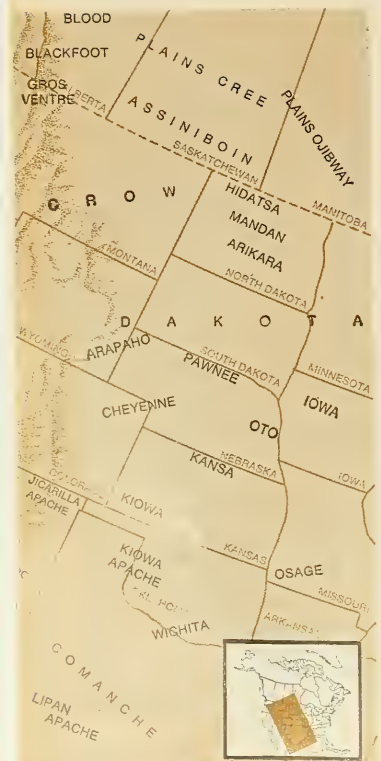 BLOOD
BLACKFOOT
GROS
VENTRE
PLAINS CREE
ASSINIBOIN
PLAINS OJIBWAY
SASKATCHEWAN
MANITOBA
CROW
HIDATSA
MANDAN
ARIKARA
MONTANA
NORTH DAKOTA
DAKOTA
WYOMING
ARAPAHO
SOUTH DAKOTA
MINNESOTA
PAWNEE
CHEYENNE
IOWA
OTO
NEBRASKA
IOWA
KANSA
JICARILLA
APACHE
KIOWA
KIOWA
APACHE
KANSAS
OSAGE
MISSOURI
WICHITA
COMANCHE
LIPAN
APACHE